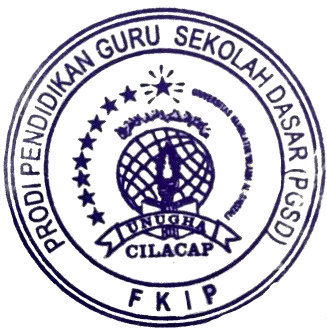 PRODI PENDIDIKAN GURU SEKOLAH DASAR (PGSD)
UNUGHA
CILACAP
FKIP